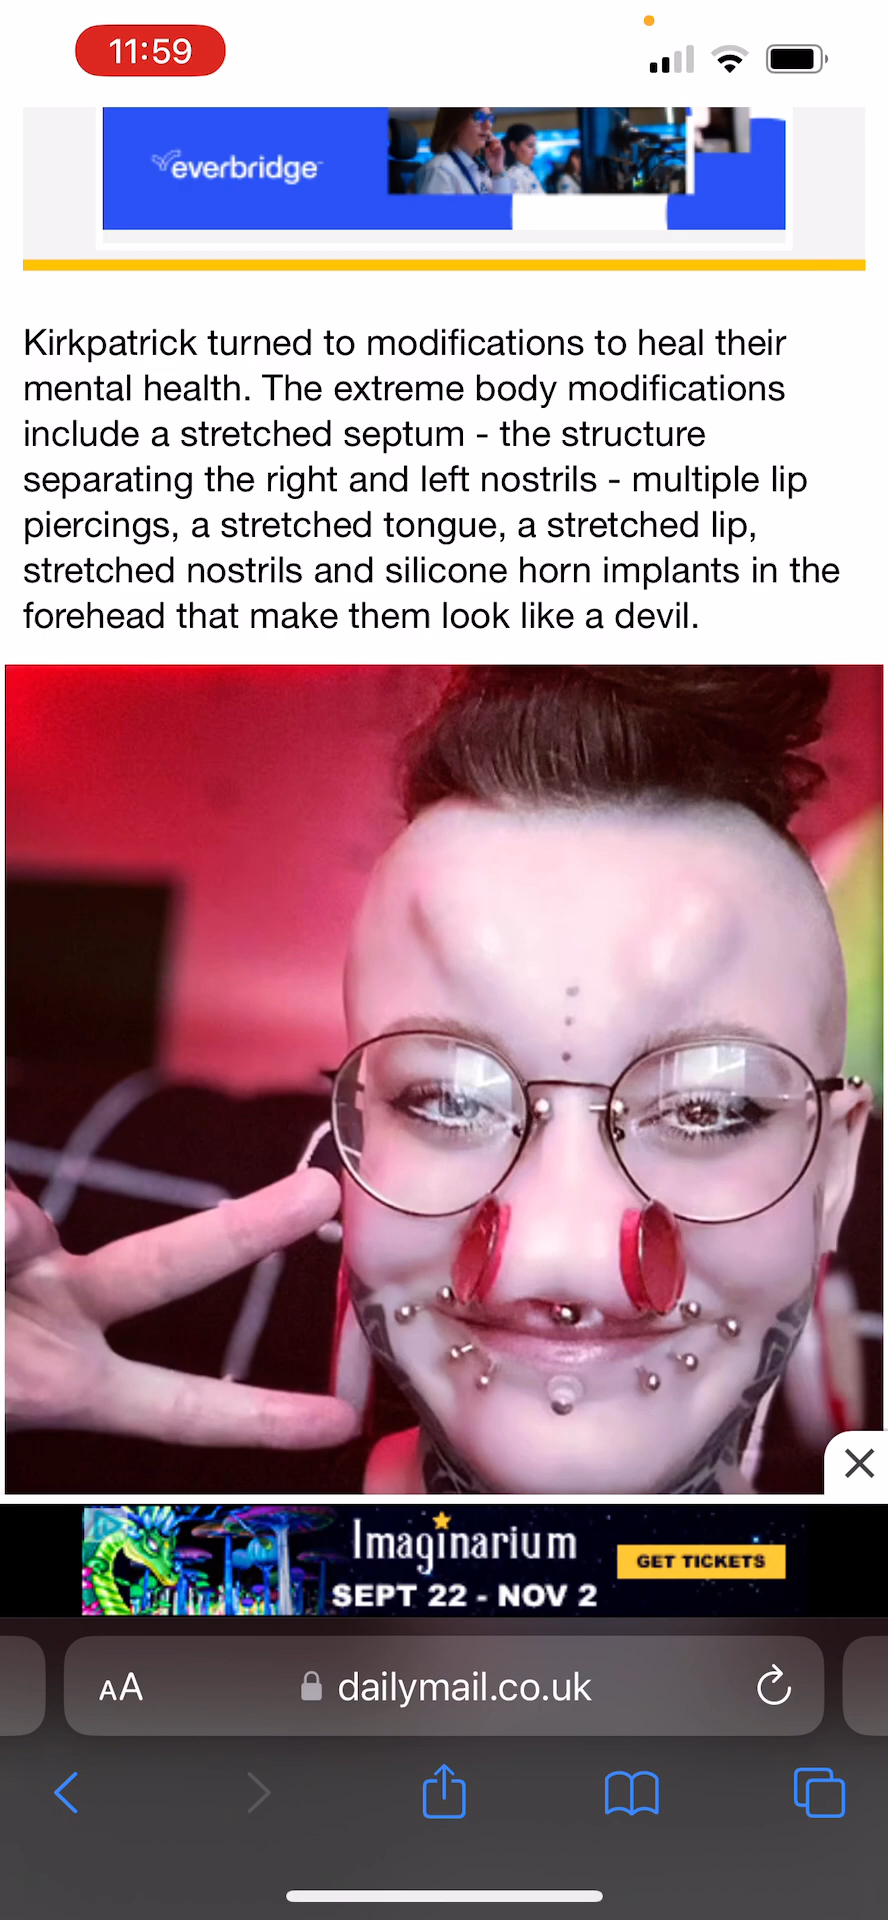 11:59
everbridge
Kirkpatrick turned to modifications to heal their
mental health. The extreme body modifications
include a stretched septum - the structure
separating the right and left nostrils - multiple lip
piercings, a stretched tongue, a stretched lip,
stretched nostrils and silicone horn implants in the
forehead that make them look like a devil.
Imaginarium
GET TICKETS
SEPT 22 - NOV 2
AA
dailymail.co.uk